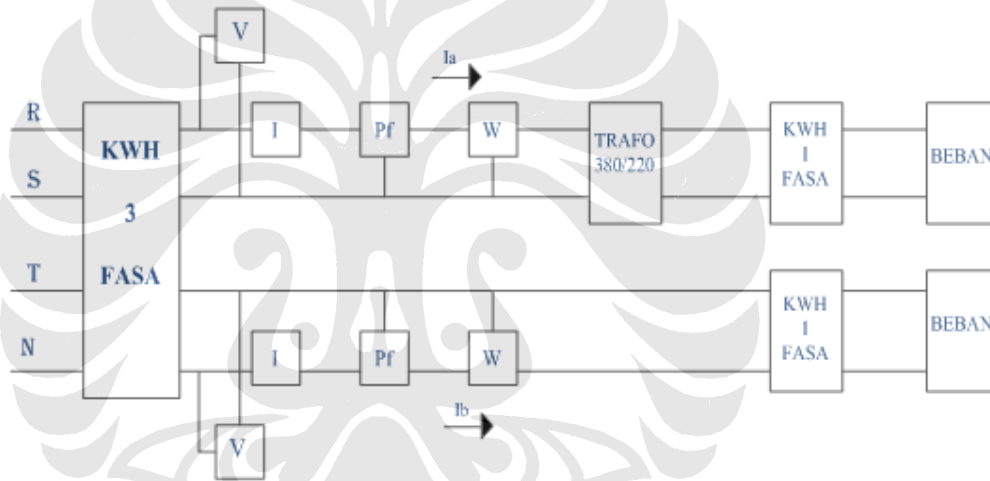 V
Ia
R
KWH
I
Pf
W
TRAFO
380/220
KWH
1
FASA
BEBAN
S
3
T
FASA
N
I
Pf
W
KWH
1
FASA
BEBAN
Ib
V